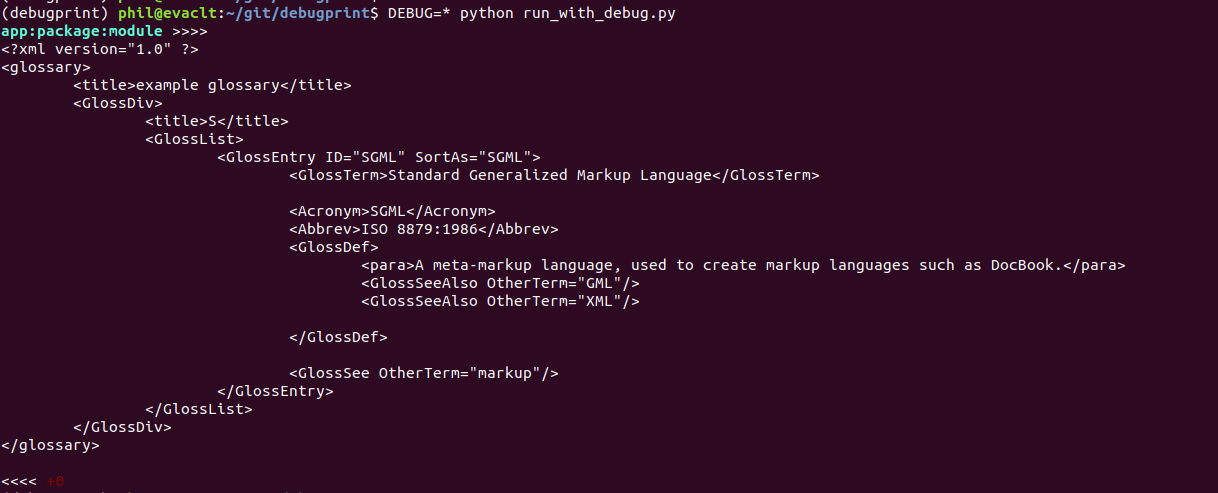 (debugprint) phil@evaclt:~/git/debugprint$ DEBUG=* python run_with_debug.py
app:package:module >>>>
<?xml version="1.0" ?>
<glossary>
<title>example glossary</title>
<GlossDiv>
<title>S</title>
<GlossList>
<GlossEntry ID="SGML" SortAs="SGML">
<GlossTerm>Standard Generalized Markup Language</GlossTerm>
<Acronym>SGML</Acronym>
<Abbrev>ISO 8879:1986</Abbrev>
<GlossDef>
<para>A meta-markup language, used to create markup languages such as DocBook.</para>
<GlossSeeAlso OtherTerm="GML"/>
<GlossSeeAlso OtherTerm="XML"/>
</GlossDef>
<GlossSee OtherTerm="markup"/>
</GlossEntry>
</GlossList>
</GlossDiv>
</glossary>
<<<< +0